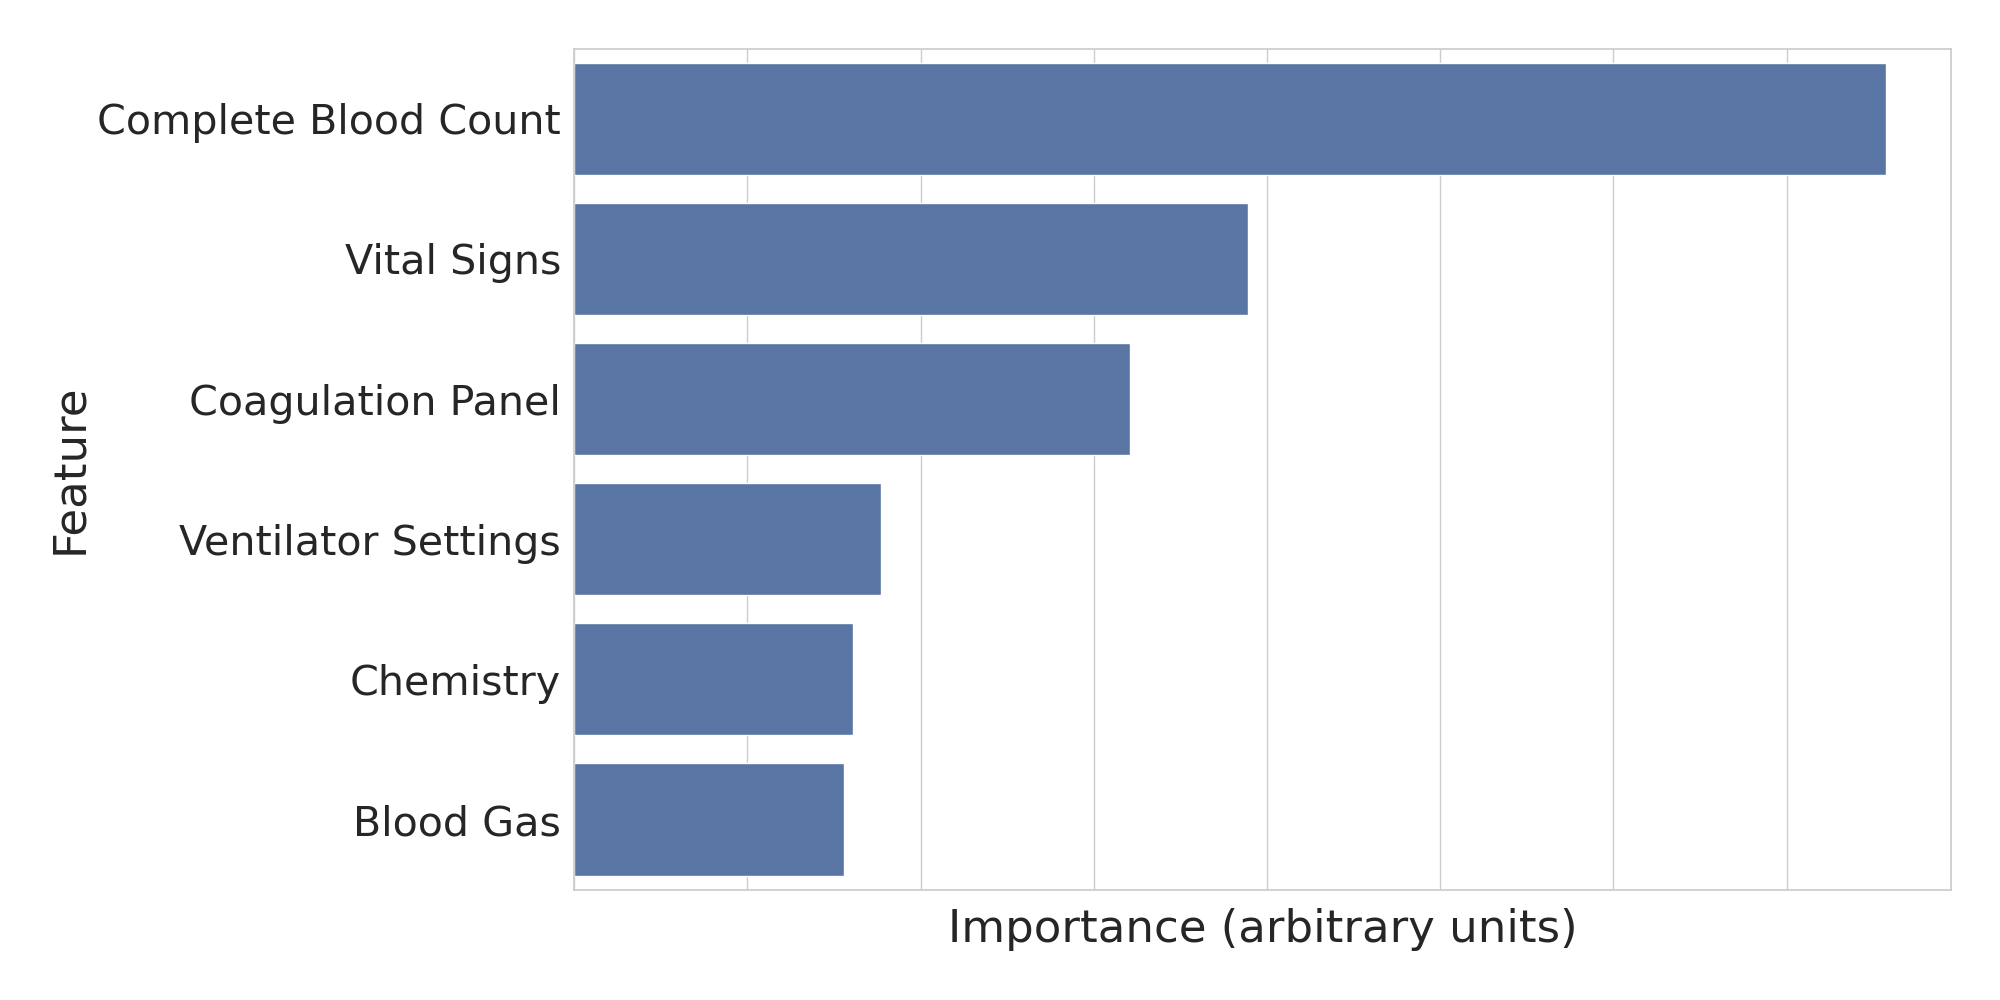 Complete Blood Count
Vital Signs
Coagulation Panel
Ventilator Settings
Chemistry
Blood Gas
Feature
Importance (arbitrary units)